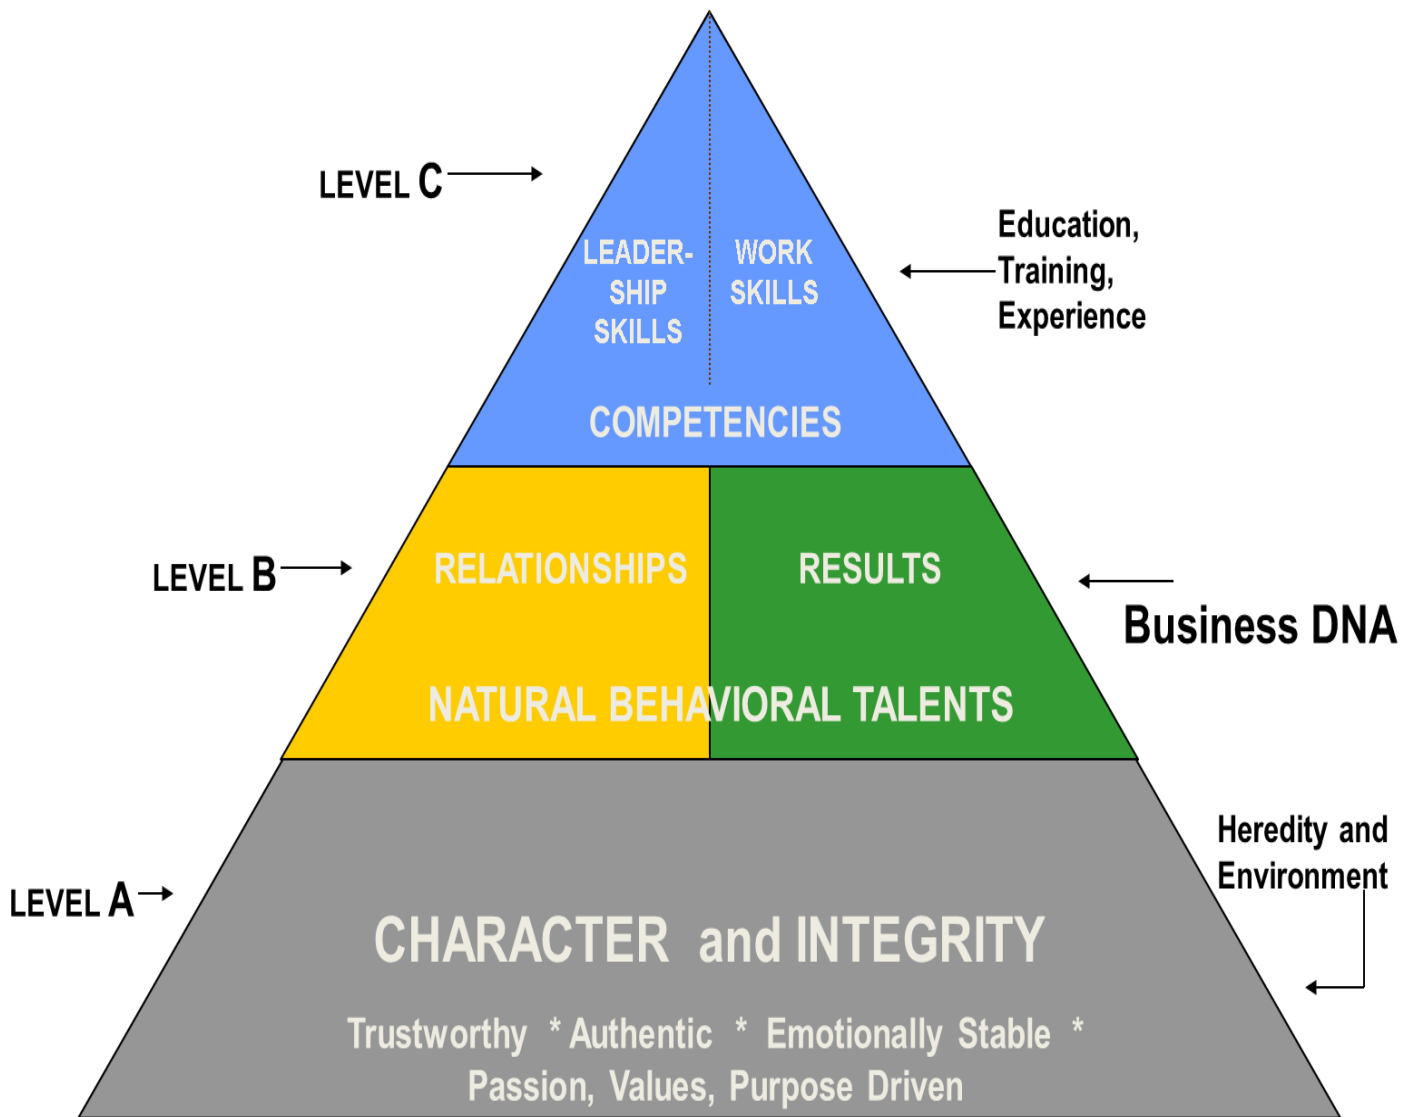 LEVEL C
LEADER-
SHIP
SKILLS
WORK
SKILLS
Education,
Training,
Experience
COMPETENCIES
LEVEL B
RELATIONSHIPS
RESULTS
Business DNA
NATURAL BEHAVIORAL TALENTS
Heredity and
Environment
LEVEL A
CHARACTER and INTEGRITY
Trustworthy * Authentic * Emotionally Stable *
Passion, Values, Purpose Driven